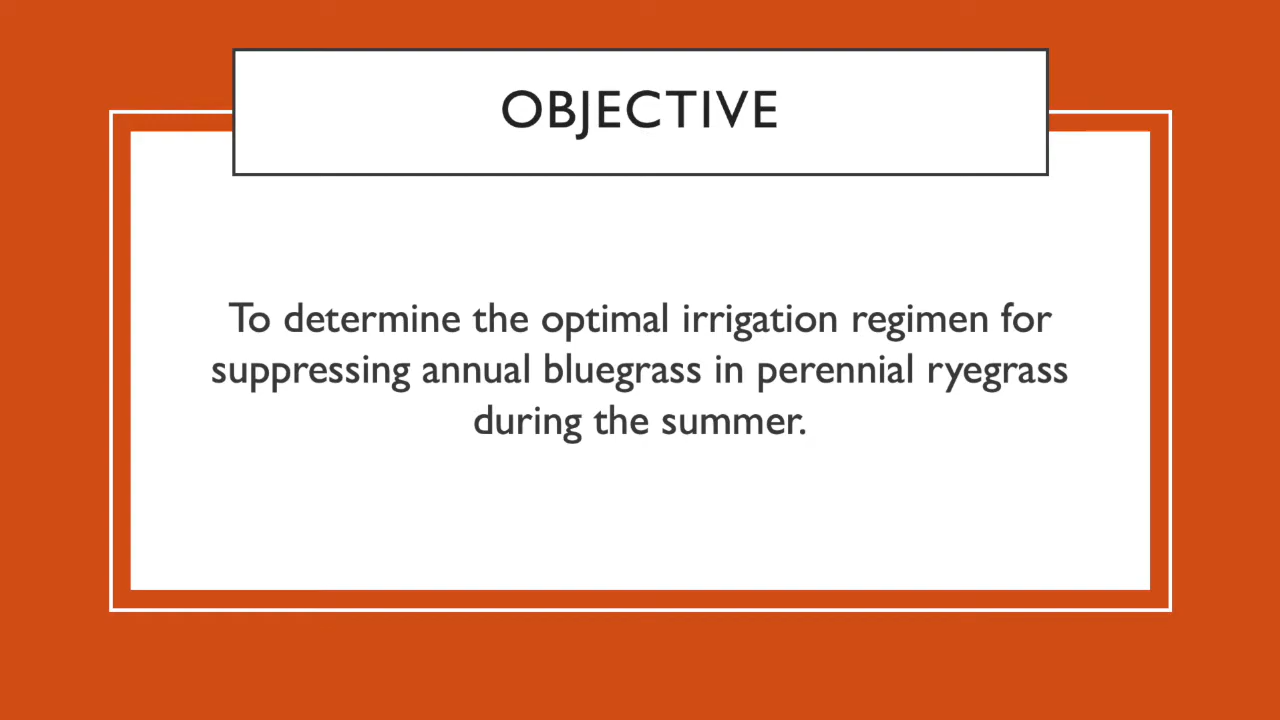 OBJECTIVE
To determine the optimal irrigation regimen for
suppressing annual bluegrass in perennial ryegrass
during the summer.